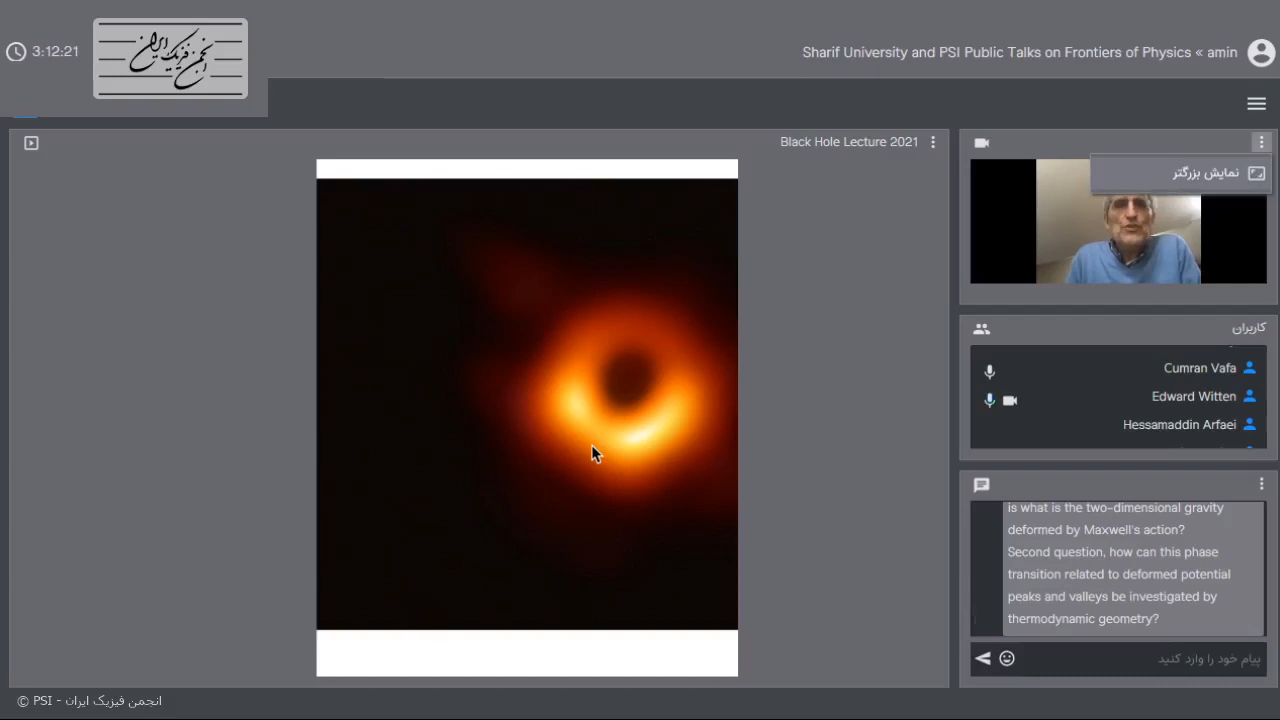 3:12:21
انجمن فیزیک ایران
Sharif University and PSI Public Talks on Frontiers of Physics « amin
Black Hole Lecture 2021
نمایش بزرگتر
کاربران
Cumran Vafa
Edward Witten
Hessamaddin Arfaei
is what is the two-dimensional gravity
deformed by Maxwell's action?
Second question, how can this phase
transition related to deformed potential
peaks and valleys be investigated by
thermodynamic geometry?
پیام خود را وارد کنید
© PSI - انجمن فیزیک ایران